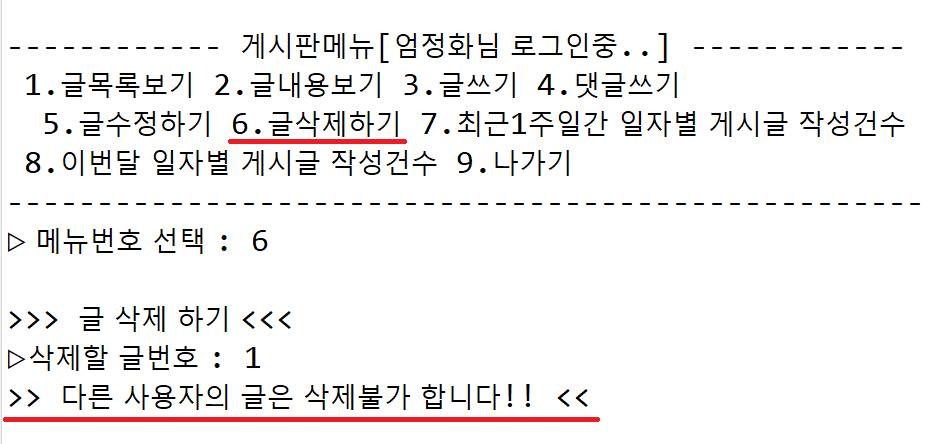 ------------ 게시판메뉴[엄정화님 로그인중..] ------------
1.글목록보기 2.글내용보기 3.글쓰기 4.댓글쓰기
5.글수정하기 6.글삭제하기 7.최근1주일간 일자별 게시글 작성건수
8.이번달 일자별 게시글 작성건수 9.나가기
---------------------------------------------------
▷ 메뉴번호 선택 : 6
>>> 글 삭제 하기 <<<
▷삭제할 글번호 : 1
>> 다른 사용자의 글은 삭제불가 합니다!! <<